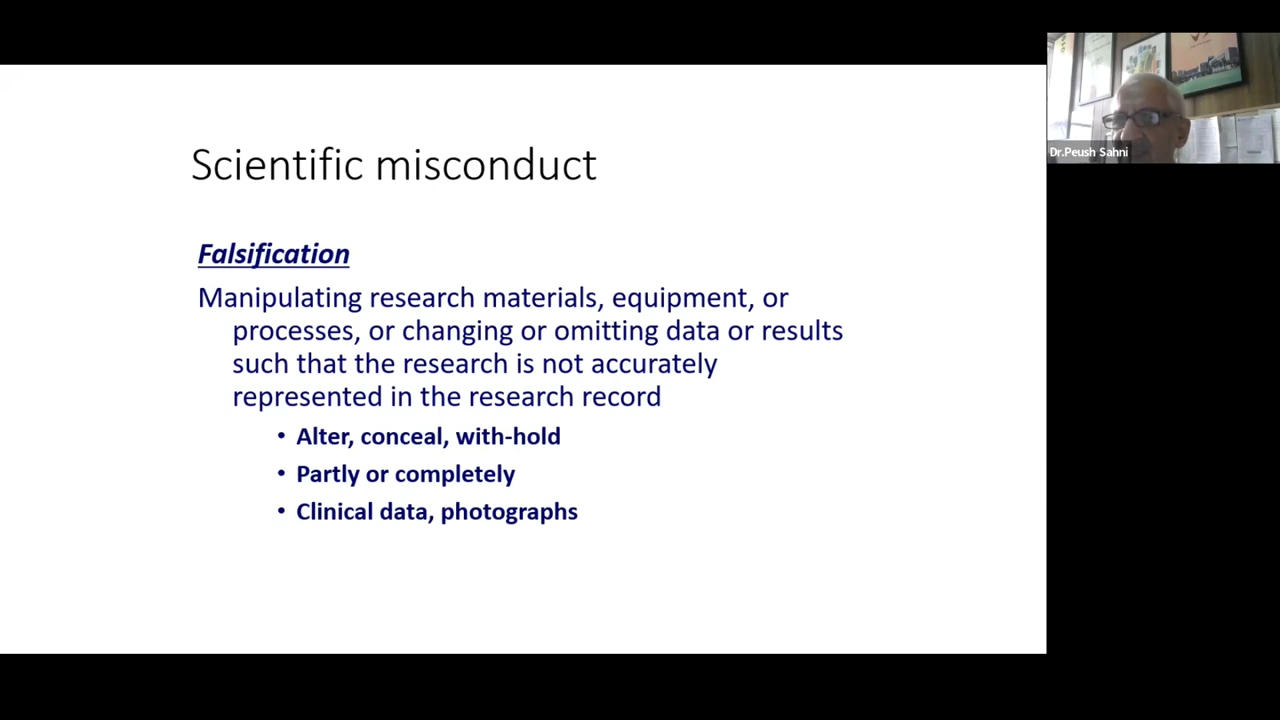 Scientific misconduct
Falsification
Manipulating research materials, equipment, or
processes, or changing or omitting data or results
such that the research is not accurately
represented in the research record
• Alter, conceal, with-hold
• Partly or completely
• Clinical data, photographs
Dr.Peush Sahni